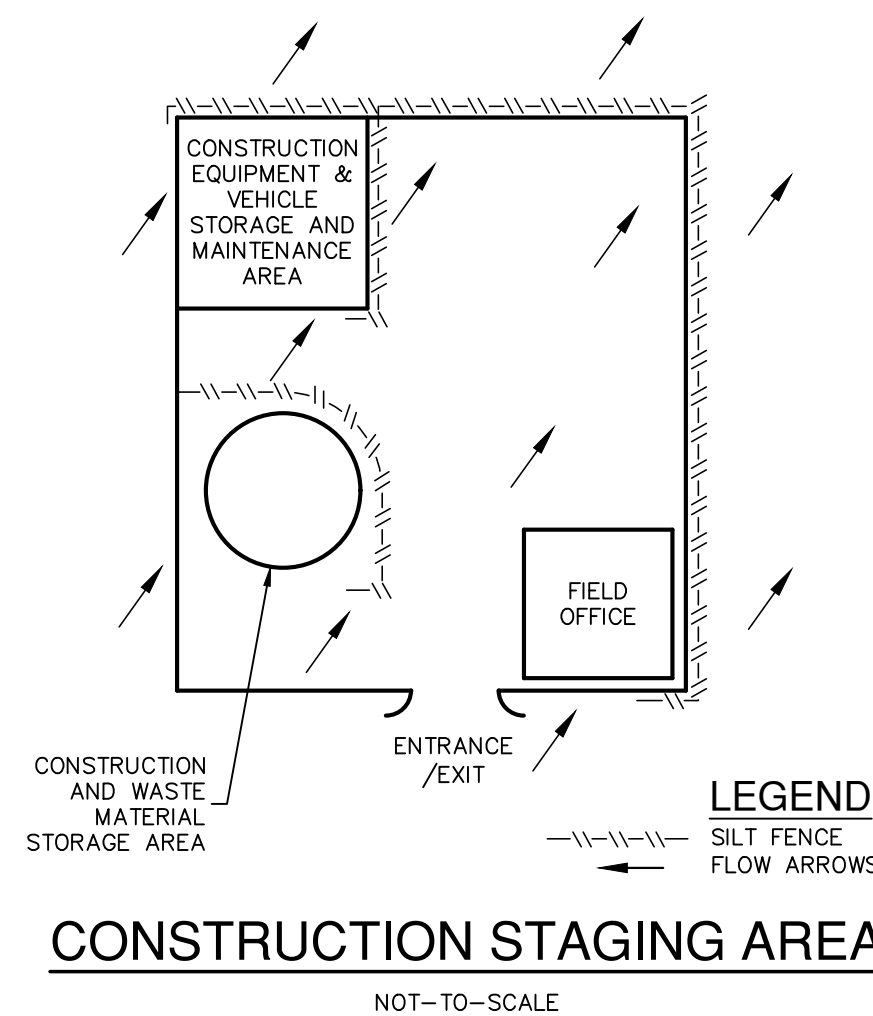 CONSTRUCTION
EQUIPMENT &
VEHICLE
STORAGE AND
MAINTENANCE
AREA
FIELD
OFFICE
ENTRANCE
/EXIT
CONSTRUCTION
AND WASTE
MATERIAL
STORAGE AREA
LEGEND
SILT FENCE
FLOW ARROWS
CONSTRUCTION STAGING AREA
NOT-TO-SCALE